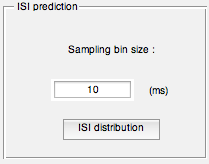 ISI prediction
Sampling bin size :
10 (ms)
ISI distribution